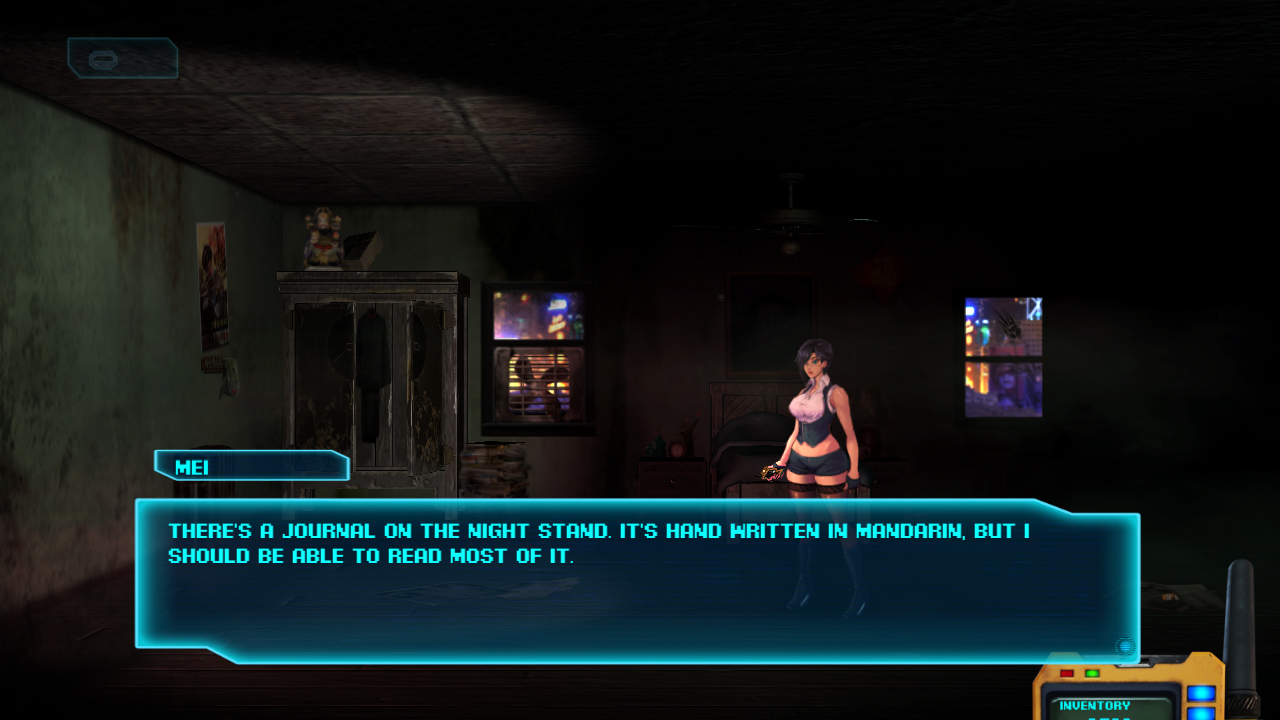 MEI
THERE'S A JOURNAL ON THE NIGHT STAND. IT'S HAND WRITTEN IN MANDARIN, BUT I
SHOULD BE ABLE TO READ MOST OF IT.
INVENTORY